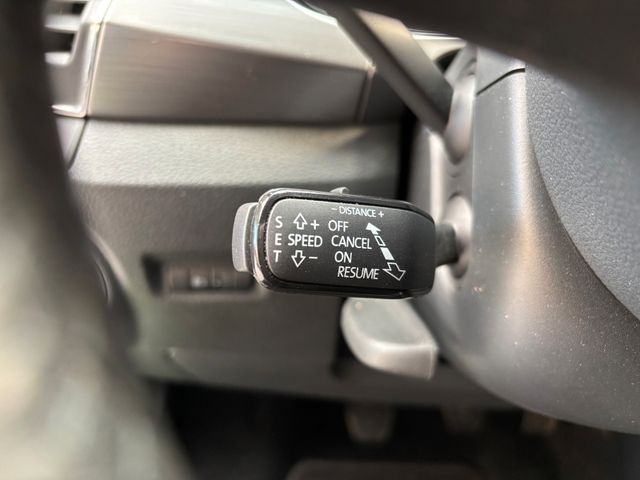 - DISTANCE +
S + OFF
E SPEED CANCEL
T - ON
RESUME